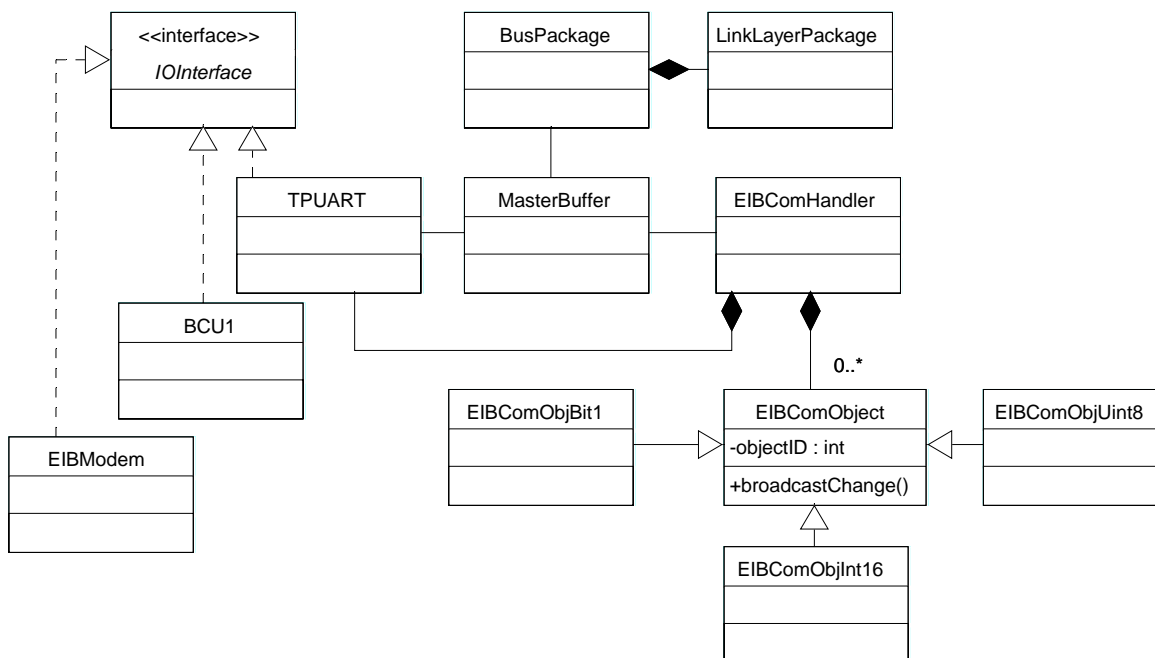 <<interface>>
IOInterface
BusPackage
LinkLayerPackage
TPUART
MasterBuffer
EIBComHandler
BCU1
0..*
EIBComObjBit1
EIBComObject
EIBComObjUint8
-objectID : int
+broadcastChange()
EIBModem
EIBComObjInt16